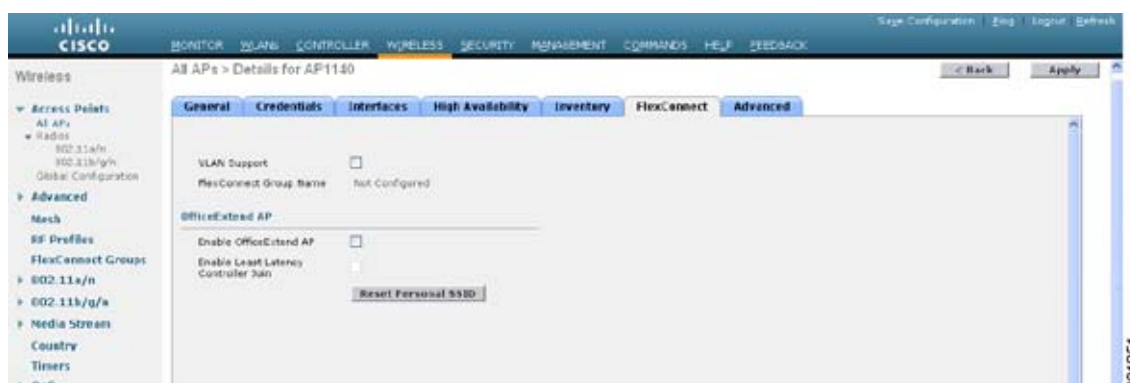 Save Configuration Ping Logout Refresh
CISCO
MONITOR WLANs CONTROLLER WIRELESS SECURITY MANAGEMENT COMMANDS HELP FEEDBACK
Wireless
All APs > Details for AP1140
< Back
Apply
Access Points
All APs
Radios
802.11a/n
802.11b/g/n
Global Configuration
Advanced
Mesh
RF Profiles
FlexConnect Groups
802.11a/n
802.11b/g/n
Media Stream
Country
Timers
General Credentials Interfaces High Availability Inventory FlexConnect Advanced
VLAN Support
FlexConnect Group Name Not Configured
OfficeExtend AP
Enable OfficeExtend AP
Enable Least Latency
Controller Join
Reset Personal SSID